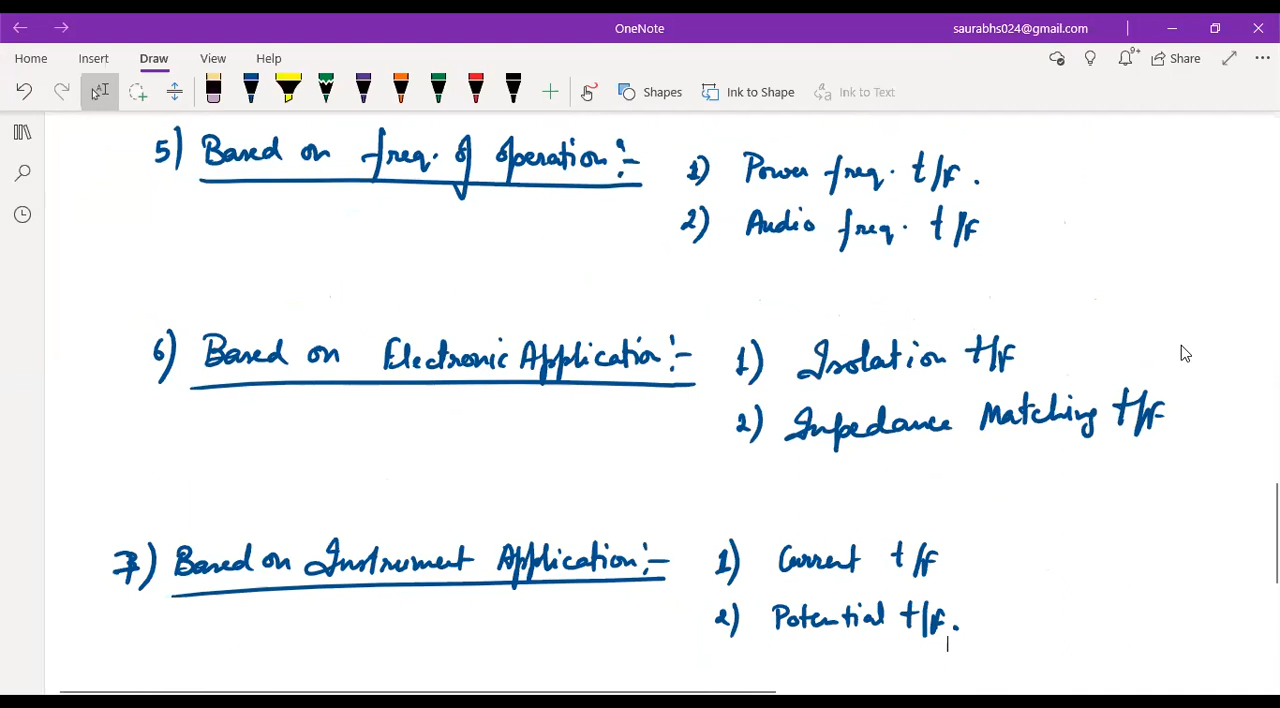 OneNote
saurabhs024@gmail.com
Home Insert Draw View Help
Share
Shapes Ink to Shape Ink to Text
5) Based on freq. of operation :- 1) Power freq. t/f.
2) Audio freq. t/f
6) Based on Electronic Application :- 1) Isolation t/f
2) Impedance Matching t/f
7) Based on Instrument Application :- 1) Current t/f
2) Potential t/f.